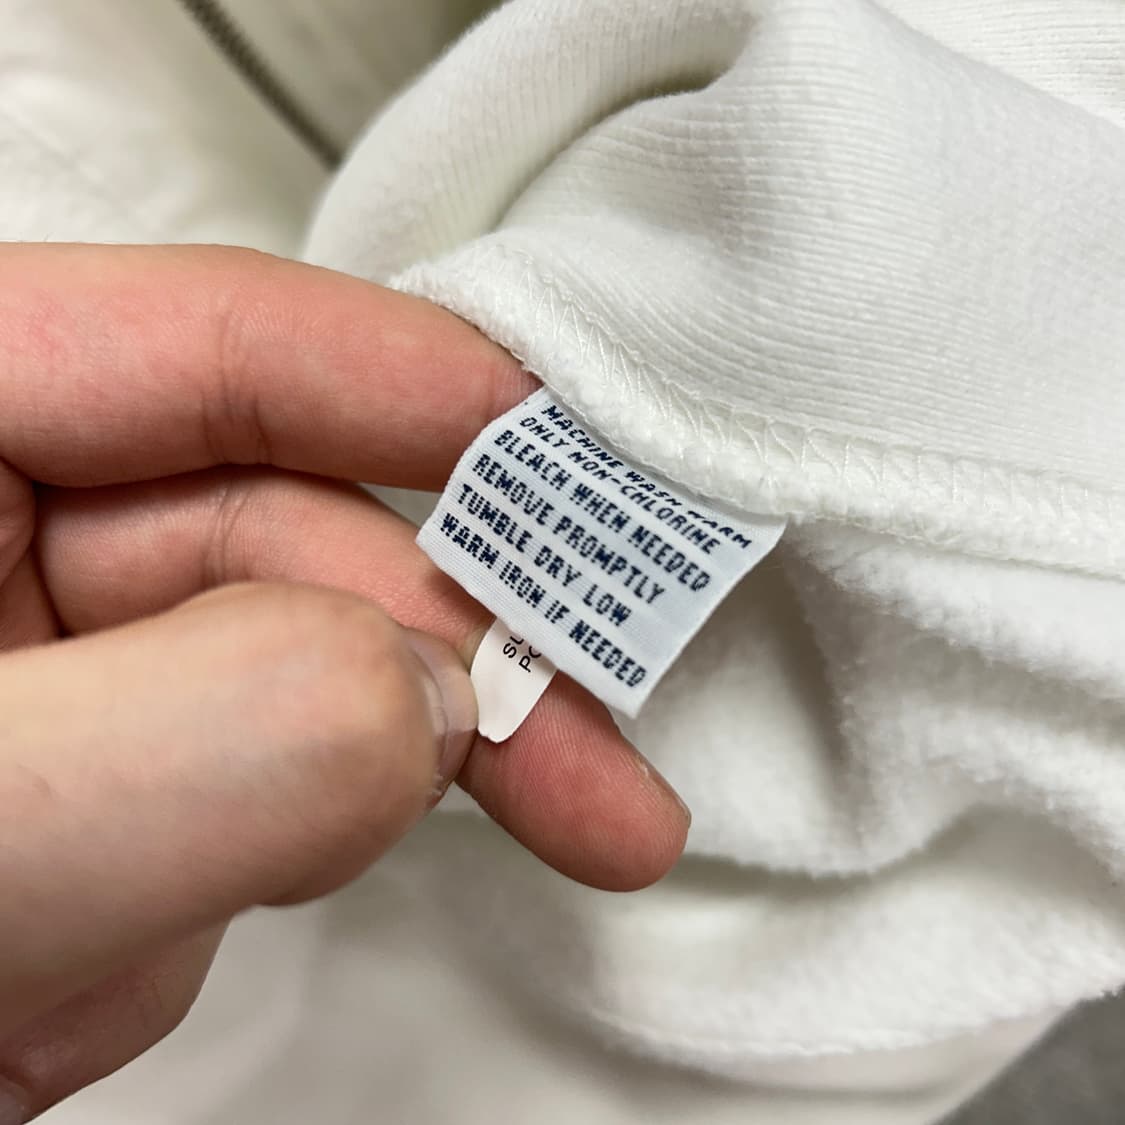 MACHINE WASH WARM
ONLY NON-CHLORINE
BLEACH WHEN NEEDED
REMOVE PROMPTLY
TUMBLE DRY LOW
WARM IRON IF NEEDED